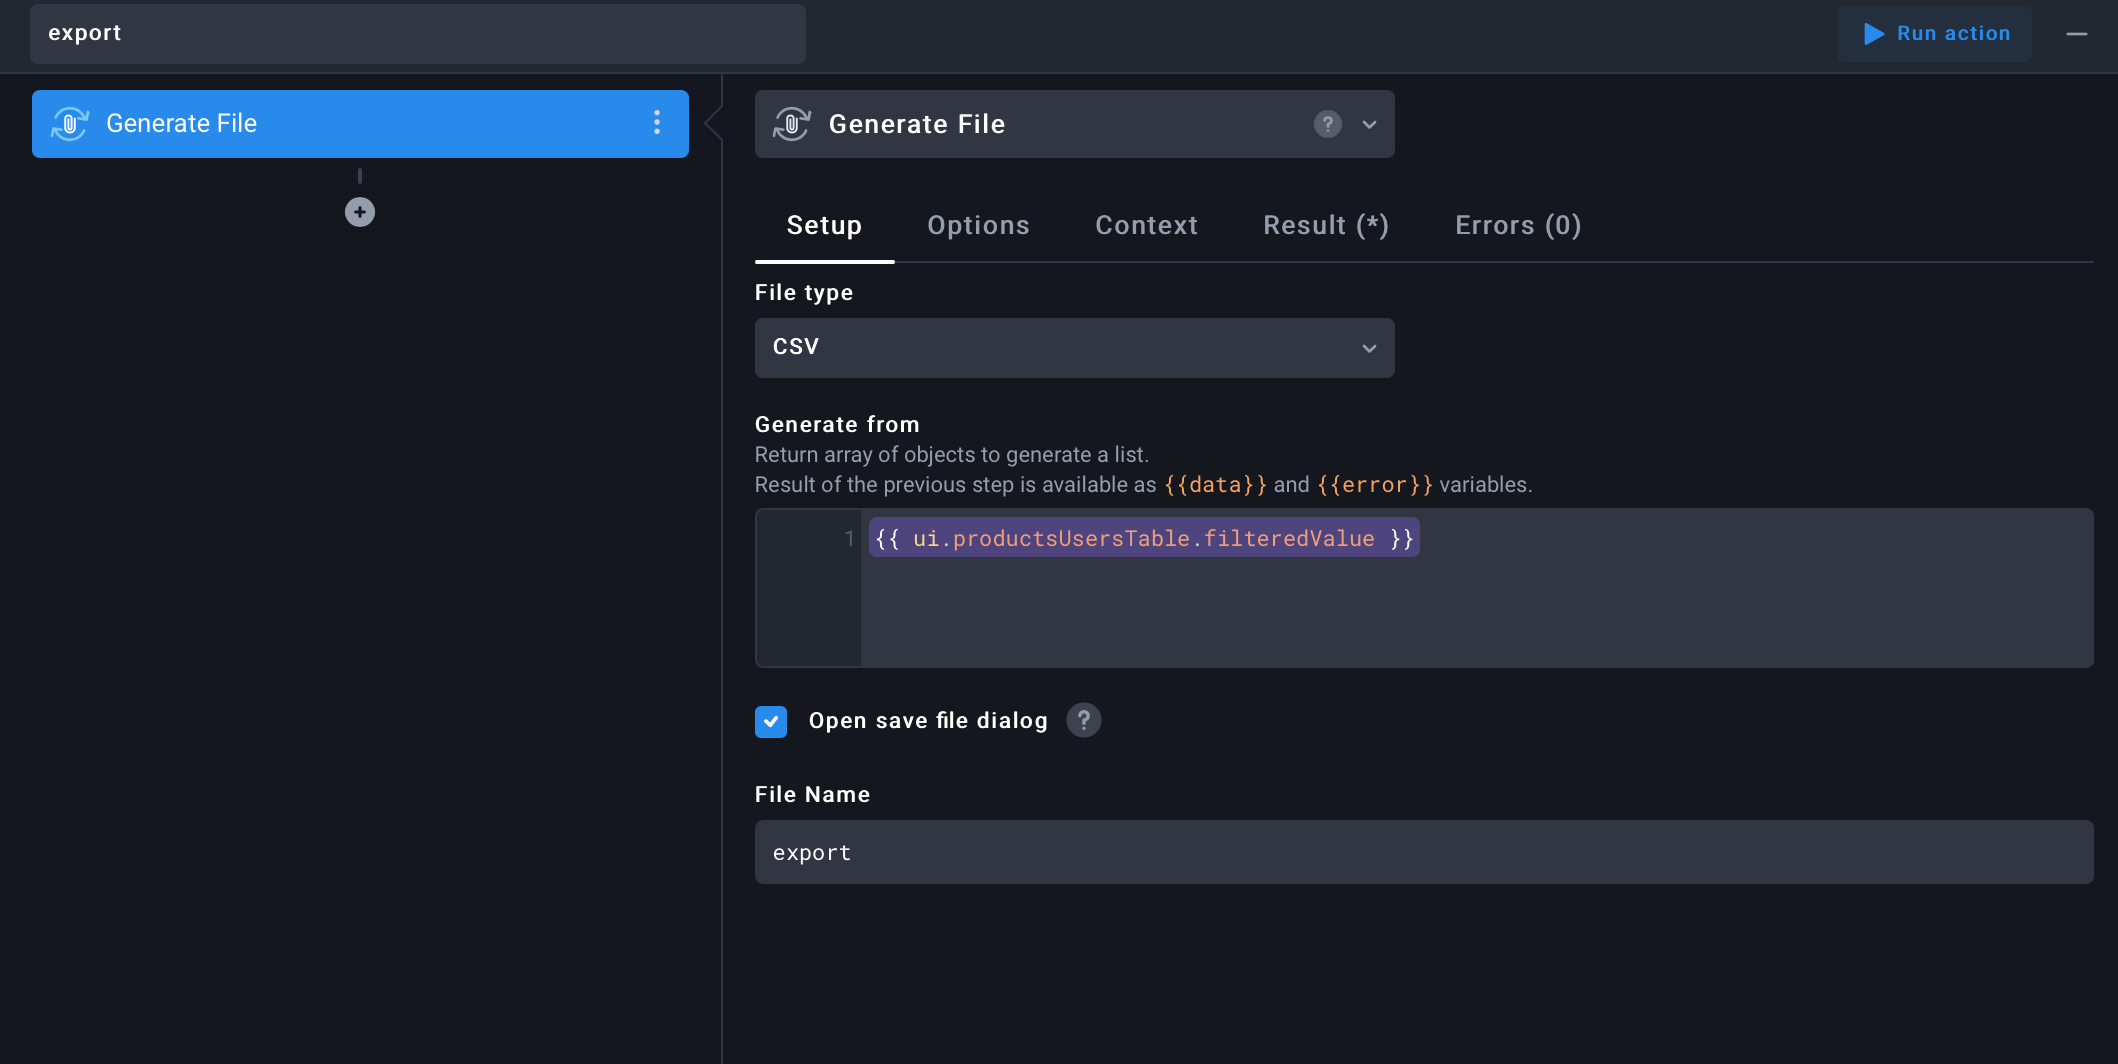 export
Run action
Generate File
Generate File
?
Setup Options Context Result (*) Errors (0)
File type
CSV
Generate from
Return array of objects to generate a list.
Result of the previous step is available as {{data}} and {{error}} variables.
1 {{ ui.productsUsersTable.filteredValue }}
Open save file dialog ?
File Name
export